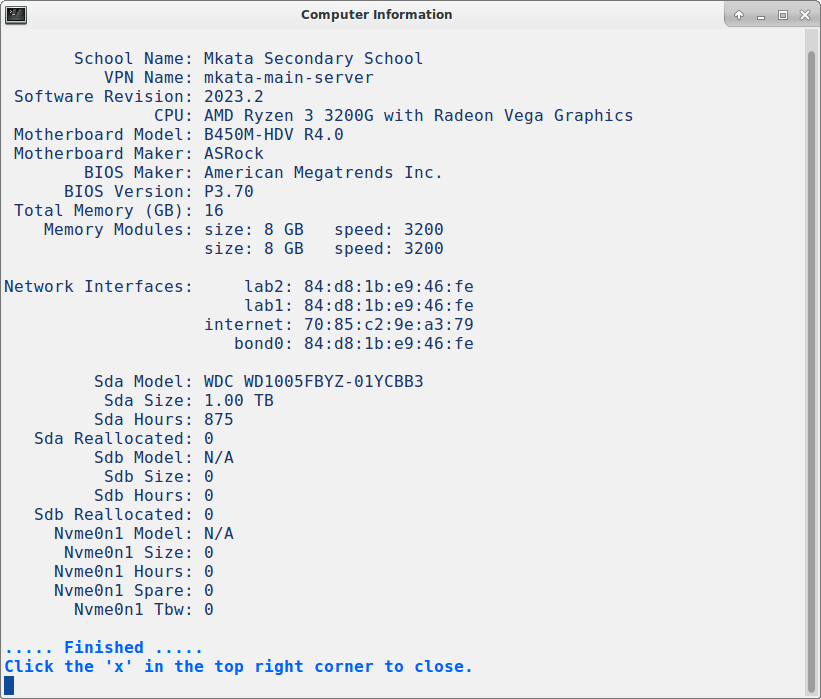 Computer Information
School Name: Mkata Secondary School
VPN Name: mkata-main-server
Software Revision: 2023.2
CPU: AMD Ryzen 3 3200G with Radeon Vega Graphics
Motherboard Model: B450M-HDV R4.0
Motherboard Maker: ASRock
BIOS Maker: American Megatrends Inc.
BIOS Version: P3.70
Total Memory (GB): 16
Memory Modules: size: 8 GB   speed: 3200
size: 8 GB   speed: 3200
Network Interfaces:     lab2: 84:d8:1b:e9:46:fe
lab1: 84:d8:1b:e9:46:fe
internet: 70:85:c2:9e:a3:79
bond0: 84:d8:1b:e9:46:fe
Sda Model: WDC WD1005FBYZ-01YCBB3
Sda Size: 1.00 TB
Sda Hours: 875
Sda Reallocated: 0
Sdb Model: N/A
Sdb Size: 0
Sdb Hours: 0
Sdb Reallocated: 0
Nvme0n1 Model: N/A
Nvme0n1 Size: 0
Nvme0n1 Hours: 0
Nvme0n1 Spare: 0
Nvme0n1 Tbw: 0
..... Finished .....
Click the 'x' in the top right corner to close.